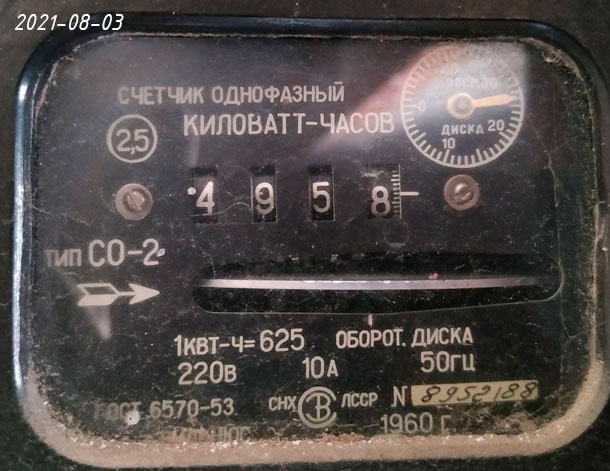 2021-08-03
СЧЕТЧИК ОДНОФАЗНЫЙ
КИЛОВАТТ-ЧАСОВ
2,5
0 10 20 30
ДИСКА
4 9 5 8
ТИП СО-2
1КВТ-Ч=625 ОБОРОТ. ДИСКА
220В 10А 50ГЦ
ГОСТ 6570-53 СНХ ЛССР N 8952188
1960 Г.